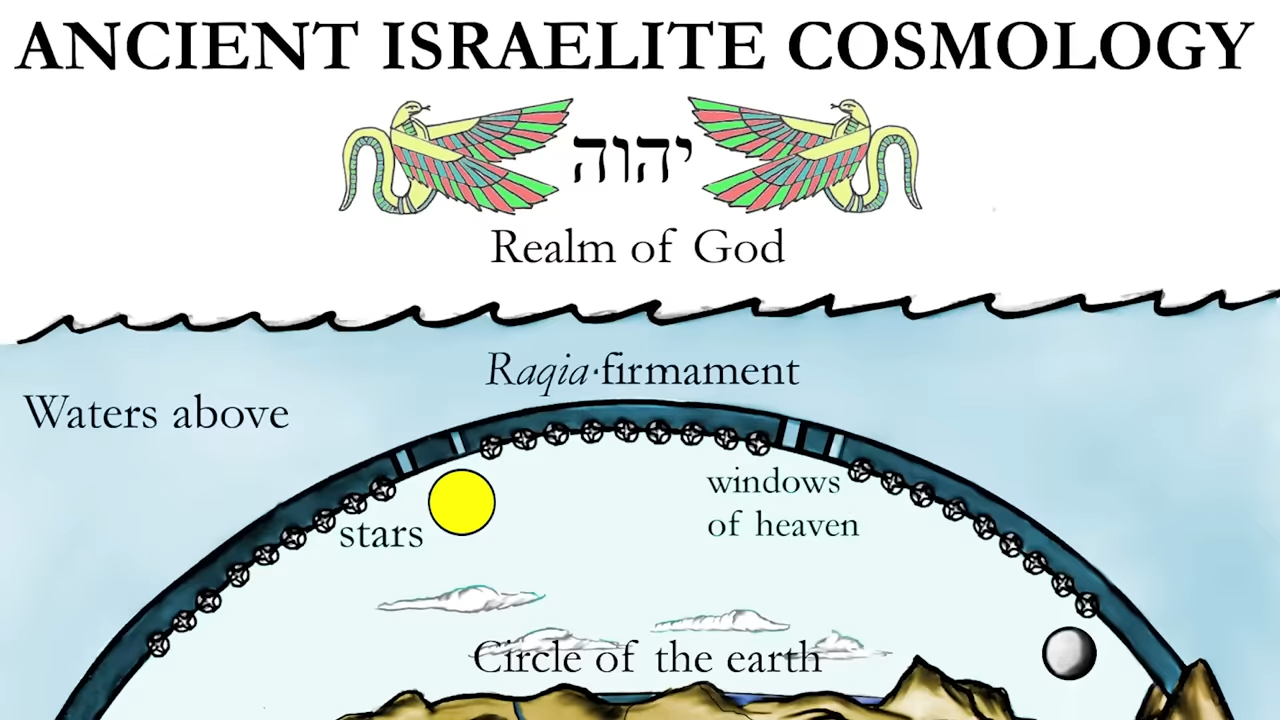 ANCIENT ISRAELITE COSMOLOGY
יהוה
Realm of God
Raqia·firmament
Waters above
windows
of heaven
stars
Circle of the earth